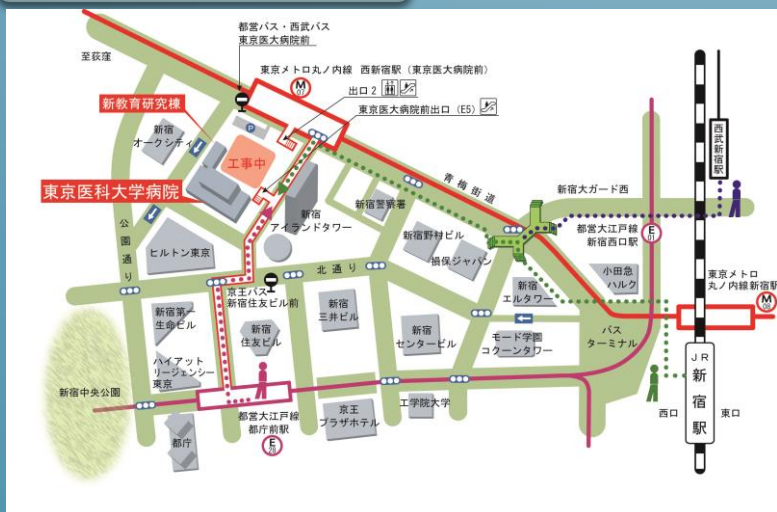 都営バス・西武バス
東京医大病院前
至荻窪
東京メトロ丸ノ内線 西新宿駅（東京医大病院前）
M
07
出口 2
東京医大病院前出口（E5）
新教育研究棟
新宿
オークシティ
P
工事中
東京医科大学病院
公園通り
ヒルトン東京
新宿
アイランドタワー
新宿警察署
青梅街道
新宿大ガード西
西武新宿駅
都営大江戸線
新宿西口駅
E
01
新宿野村ビル
損保ジャパン
北通り
京王バス
新宿住友ビル前
新宿
エルタワー
小田急
ハルク
東京メトロ
丸ノ内線新宿駅
M
08
新宿第一
生命ビル
新宿
住友ビル
新宿
三井ビル
新宿
センタービル
モード学園
コクーンタワー
バス
ターミナル
ハイアット
リージェンシー
東京
新宿中央公園
JR
新宿駅
西口
東口
都営大江戸線
都庁前駅
E
28
都庁
京王
プラザホテル
工学院大学